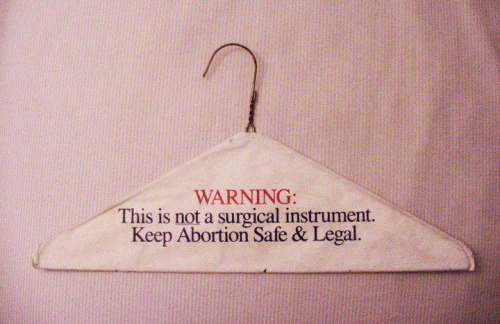 WARNING:
This is not a surgical instrument.
Keep Abortion Safe & Legal.